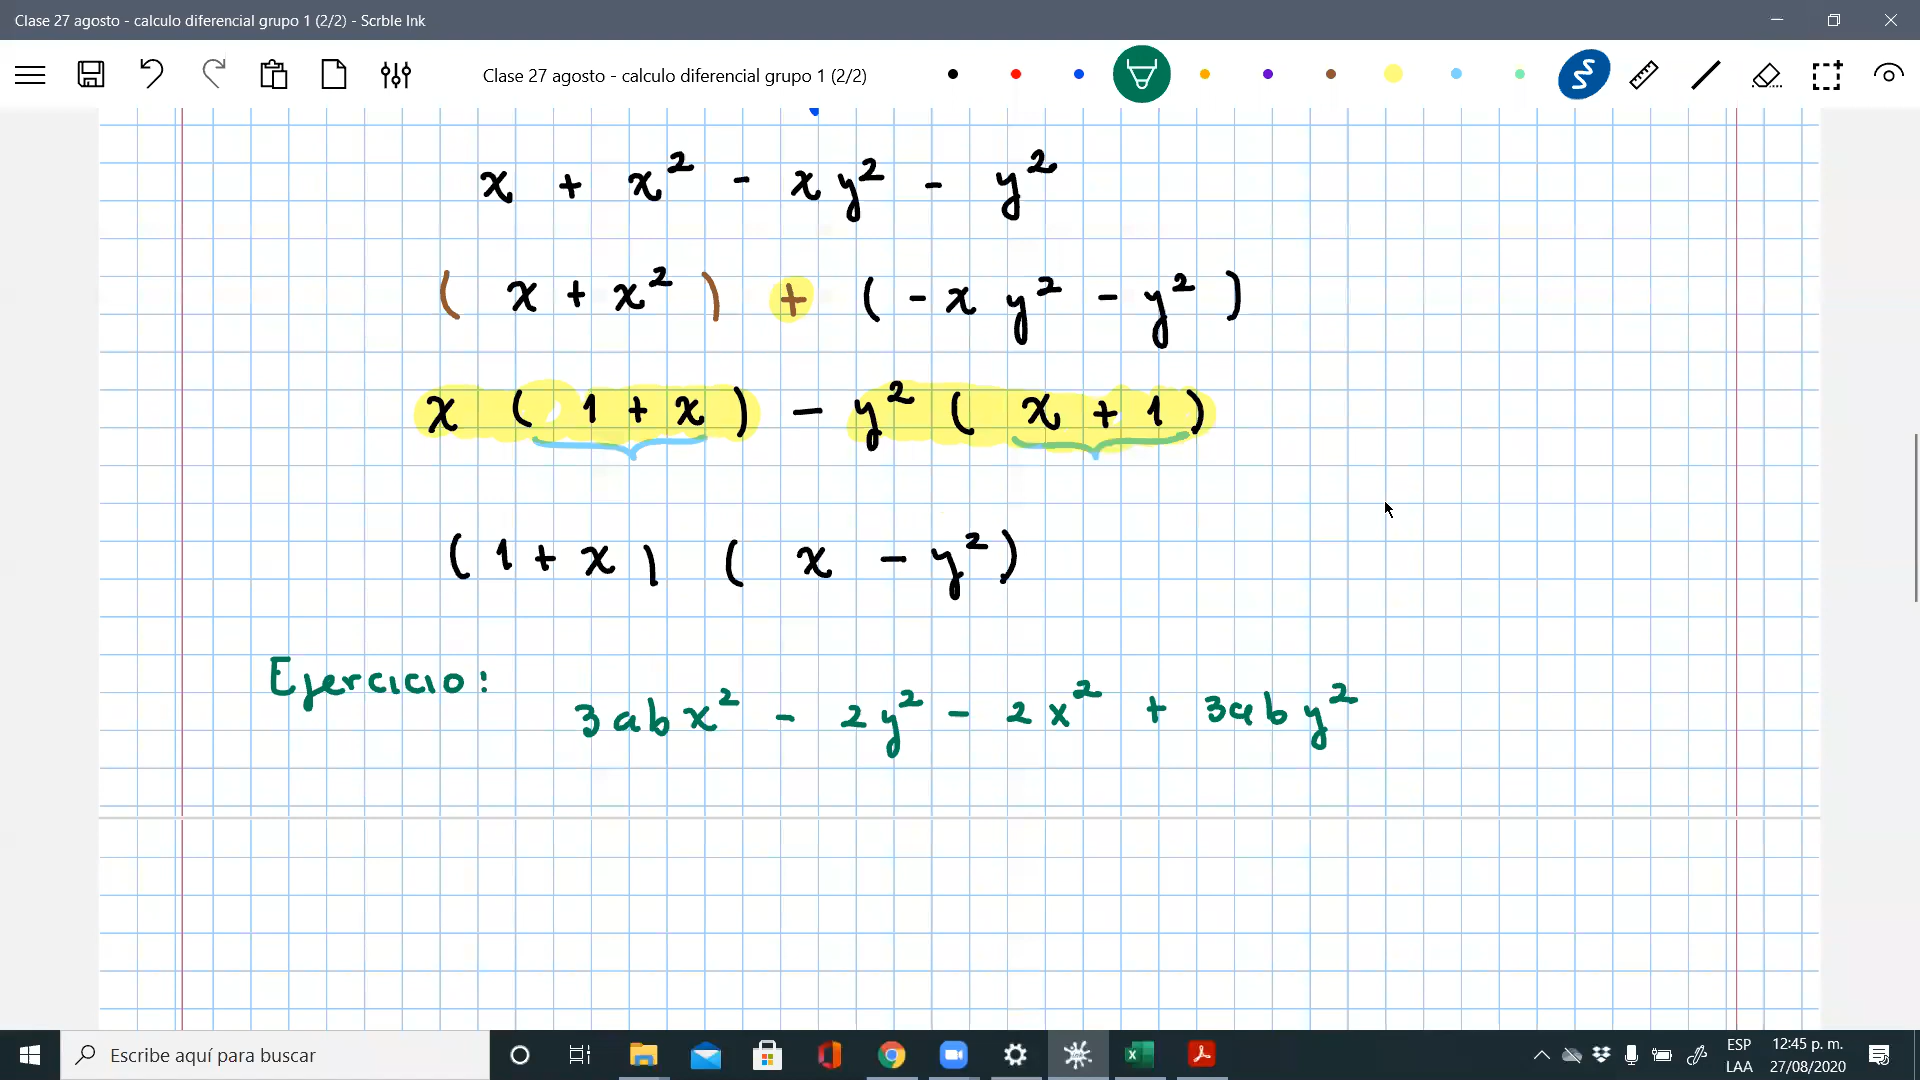 Clase 27 agosto - calculo diferencial grupo 1 (2/2) - Scrble Ink
Clase 27 agosto - calculo diferencial grupo 1 (2/2)
x + x² - xy² - y²
( x + x² ) + ( - x y² - y² )
x ( 1 + x ) - y² ( x + 1 )
( 1 + x ) ( x - y² )
Ejercicio:
3abx² - 2y² - 2x² + 3aby²
Escribe aquí para buscar
ESP
LAA
12:45 p. m.
27/08/2020